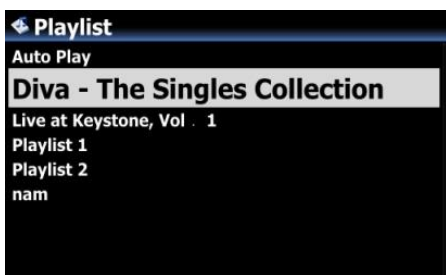 Playlist
Auto Play
Diva - The Singles Collection
Live at Keystone, Vol . 1
Playlist 1
Playlist 2
nam